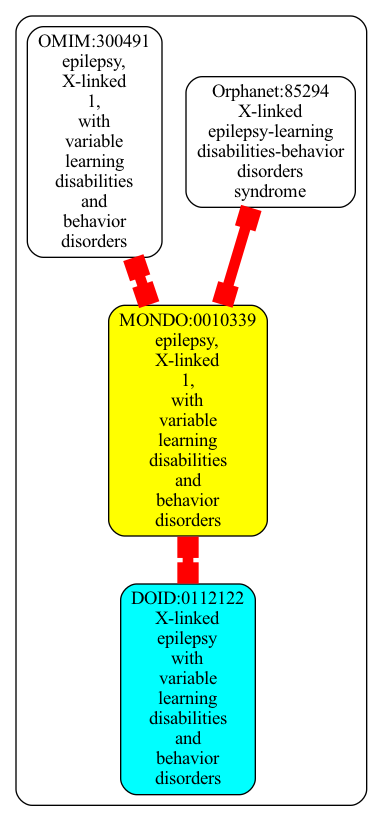 OMIM:300491
epilepsy,
X-linked
1,
with
variable
learning
disabilities
and
behavior
disorders
Orphanet:85294
X-linked
epilepsy-learning
disabilities-behavior
disorders
syndrome
MONDO:0010339
epilepsy,
X-linked
1,
with
variable
learning
disabilities
and
behavior
disorders
DOID:0112122
X-linked
epilepsy
with
variable
learning
disabilities
and
behavior
disorders